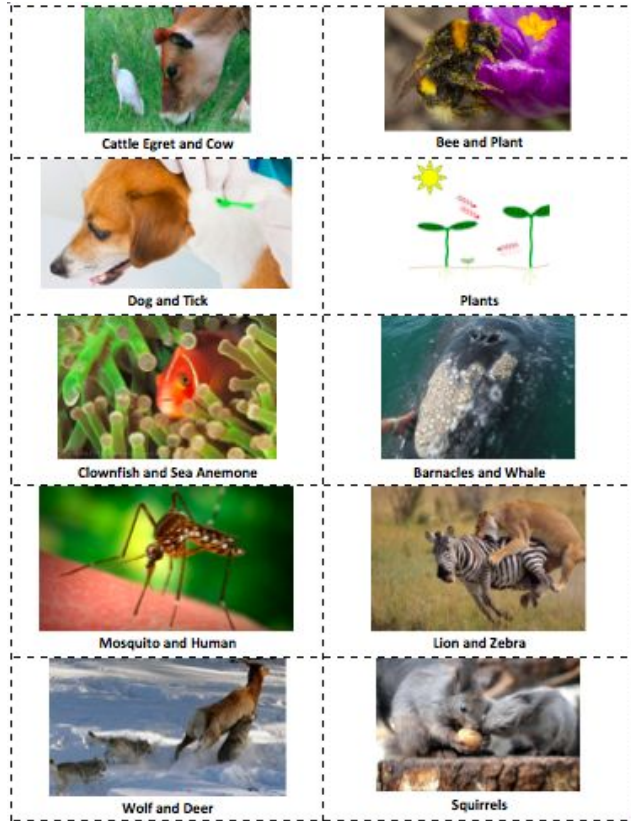 Cattle Egret and Cow
Bee and Plant
Dog and Tick
Plants
Clownfish and Sea Anemone
Barnacles and Whale
Mosquito and Human
Lion and Zebra
Wolf and Deer
Squirrels